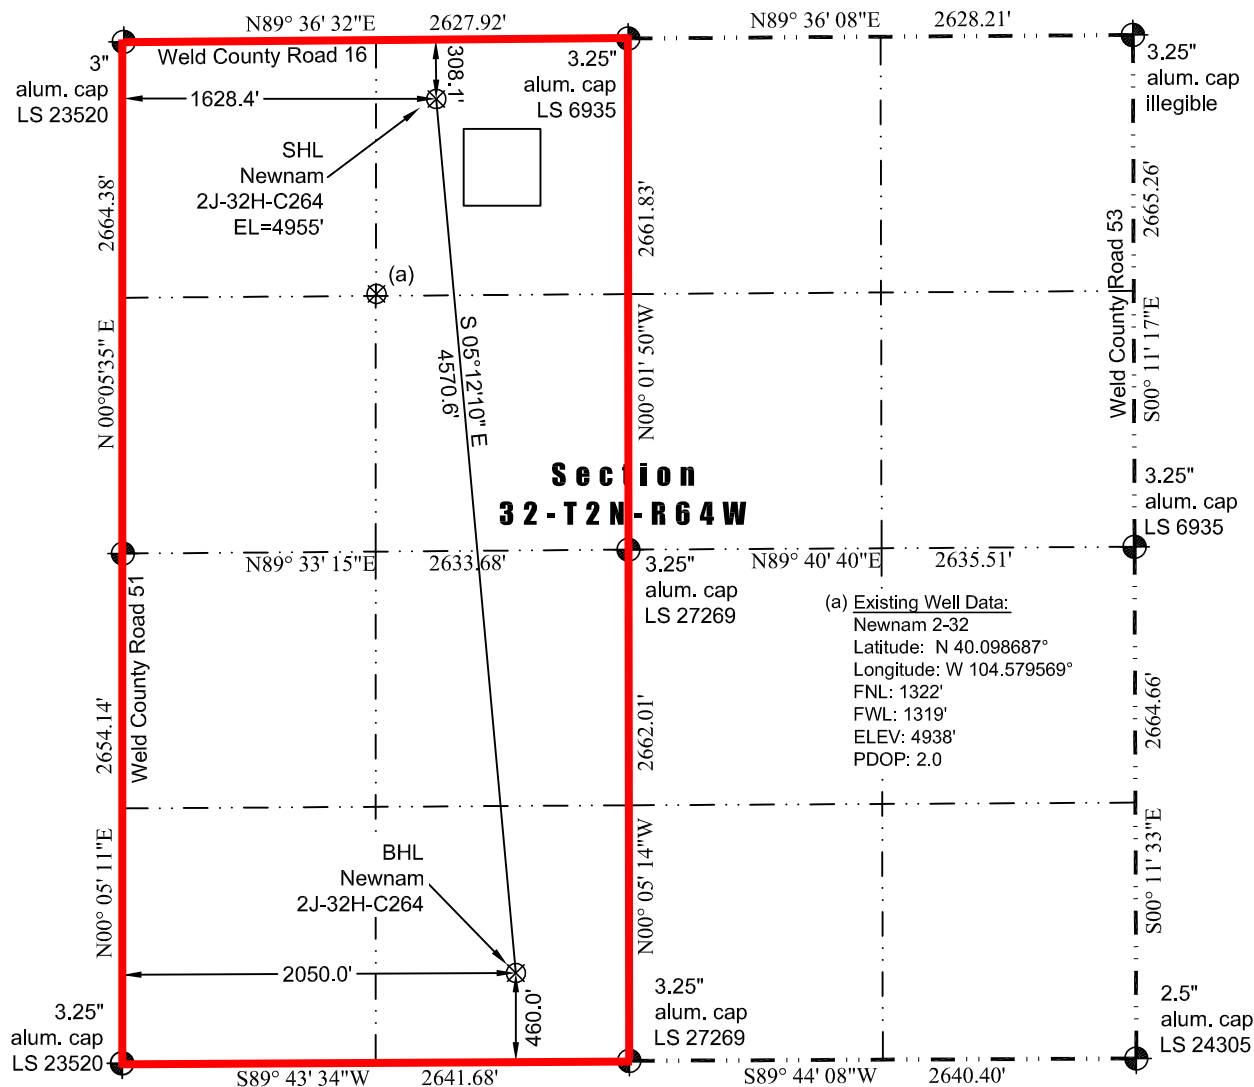 N89° 36' 32"E 2627.92' N89° 36' 08"E 2628.21'
Weld County Road 16
3"
alum. cap
LS 23520
308.1'
3.25"
alum. cap
LS 6935
3.25"
alum. cap
illegible
1628.4'
SHL
Newnam
2J-32H-C264
EL=4955'
2664.38'
2661.83'
2665.26'
Weld County Road 53
(a)
N 00°05'35" E
S 05°12'10" E
4570.6'
N00° 01' 50"W
S00° 11' 17"E
Section
32-T2N-R64W
3.25"
alum. cap
LS 6935
N89° 33' 15"E 2633.68' N89° 40' 40"E 2635.51'
3.25"
alum. cap
LS 27269
Weld County Road 51
(a) Existing Well Data:
Newnam 2-32
Latitude: N 40.098687°
Longitude: W 104.579569°
FNL: 1322'
FWL: 1319'
ELEV: 4938'
PDOP: 2.0
2654.14'
2662.01'
2664.66'
N00° 05' 11"E
BHL
Newnam
2J-32H-C264
N00° 05' 14"W
S00° 11' 33"E
2050.0'
460.0'
3.25"
alum. cap
LS 23520
3.25"
alum. cap
LS 27269
2.5"
alum. cap
LS 24305
S89° 43' 34"W 2641.68' S89° 44' 08"W 2640.40'